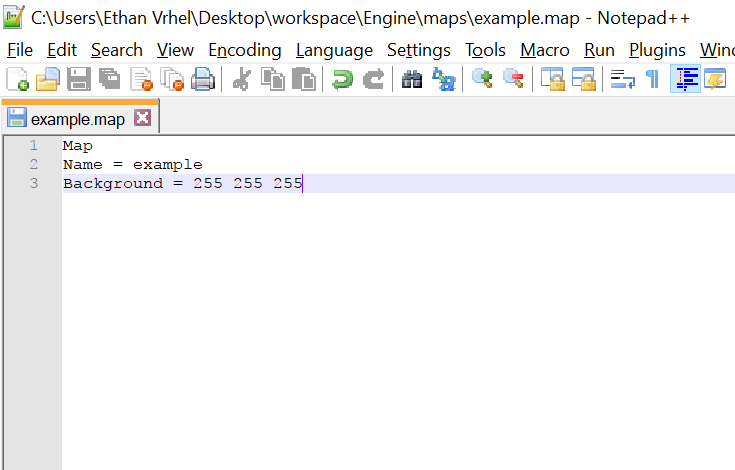 C:\Users\Ethan Vrhel\Desktop\workspace\Engine\maps\example.map - Notepad++
File Edit Search View Encoding Language Settings Tools Macro Run Plugins Wind
example.map
1 Map
2 Name = example
3 Background = 255 255 255